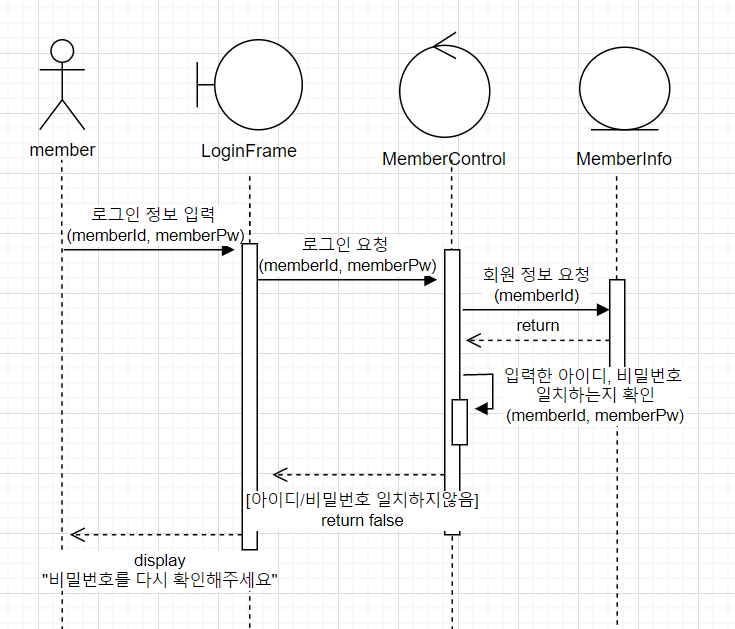 member
LoginFrame
MemberControl
MemberInfo
로그인 정보 입력
(memberId, memberPw)
로그인 요청
(memberId, memberPw)
회원 정보 요청
(memberId)
return
입력한 아이디, 비밀번호
일치하는지 확인
(memberId, memberPw)
[아이디/비밀번호 일치하지않음]
return false
display
"비밀번호를 다시 확인해주세요"